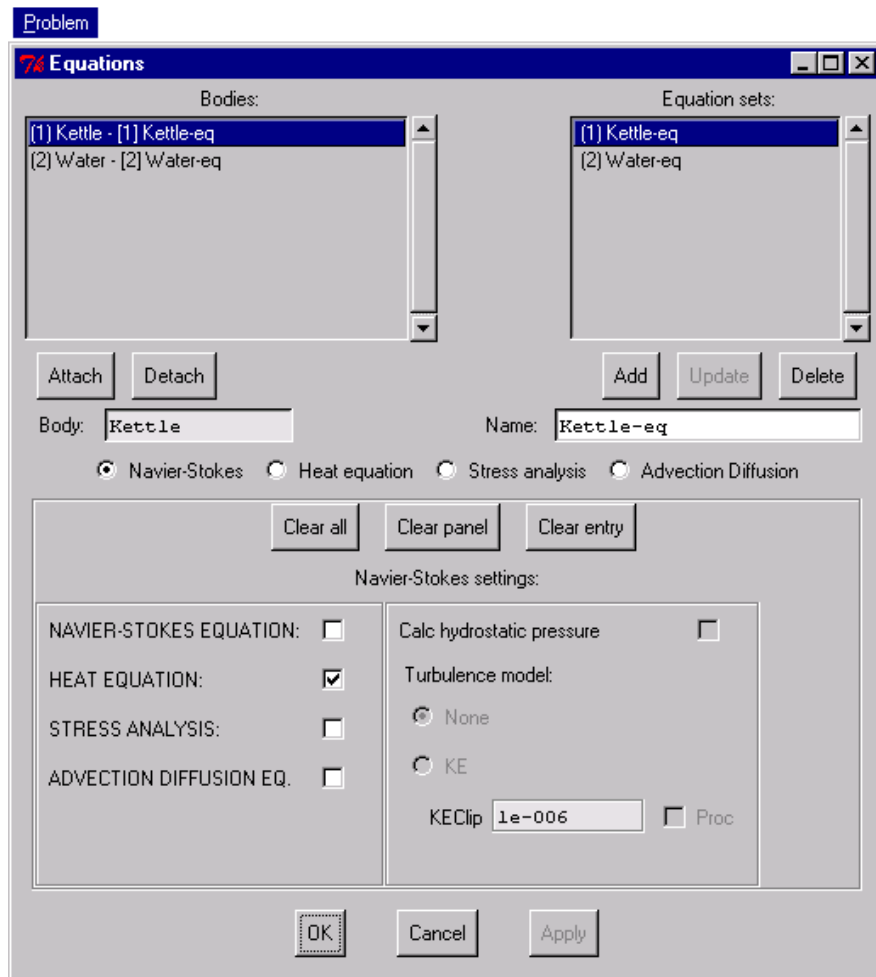 Problem
Equations
Bodies: Equation sets:
(1) Kettle - [1] Kettle-eq (1) Kettle-eq
(2) Water - [2] Water-eq (2) Water-eq
Attach Detach Add Update Delete
Body: Kettle Name: Kettle-eq
Navier-Stokes Heat equation Stress analysis Advection Diffusion
Clear all Clear panel Clear entry
Navier-Stokes settings:
NAVIER-STOKES EQUATION: Calc hydrostatic pressure
HEAT EQUATION: Turbulence model:
STRESS ANALYSIS: None
ADVECTION DIFFUSION EQ. KE
KEClip 1e-006 Proc
OK Cancel Apply